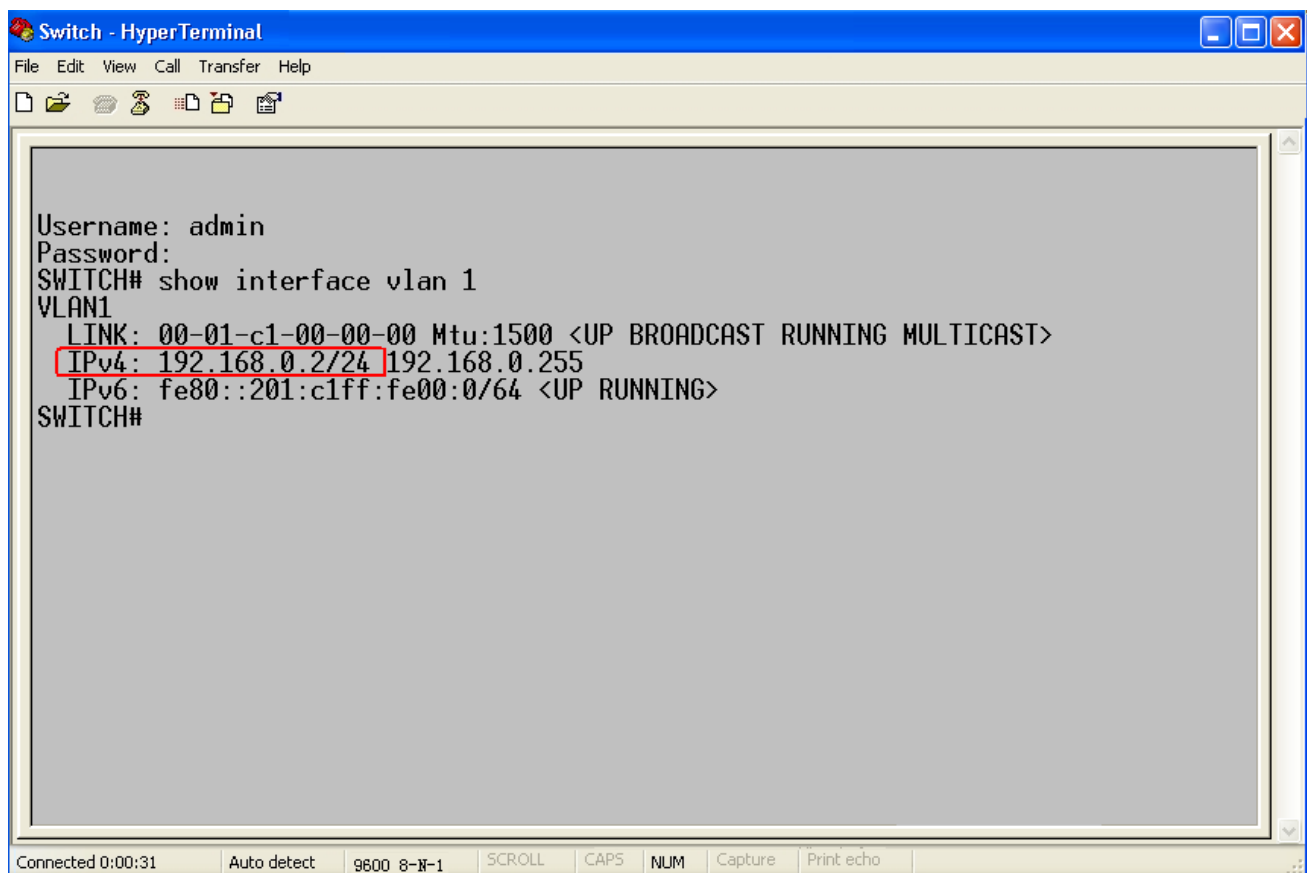 Switch - HyperTerminal
File Edit View Call Transfer Help
Username: admin
Password:
SWITCH# show interface vlan 1
VLAN1
LINK: 00-01-c1-00-00-00 Mtu:1500 <UP BROADCAST RUNNING MULTICAST>
IPv4: 192.168.0.2/24 192.168.0.255
IPv6: fe80::201:c1ff:fe00:0/64 <UP RUNNING>
SWITCH#
Connected 0:00:31 Auto detect 9600 8-N-1 SCROLL CAPS NUM Capture Print echo